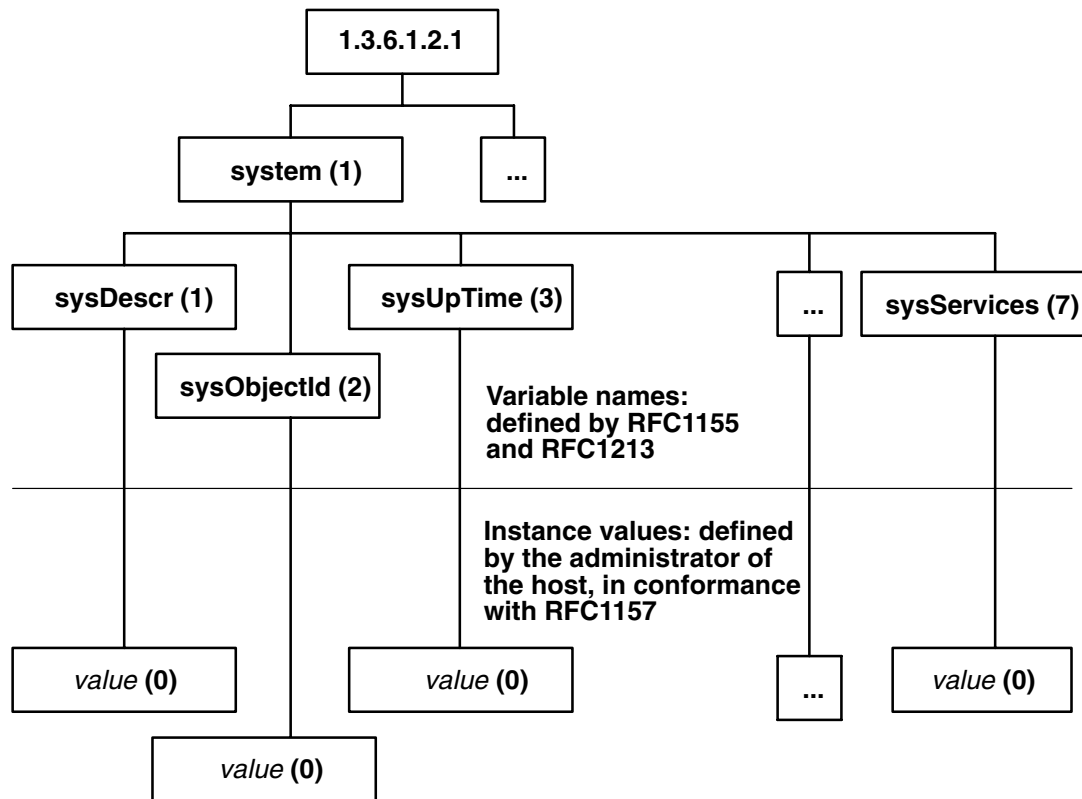 1.3.6.1.2.1
system (1)
...
sysDescr (1)
sysUpTime (3)
...
sysServices (7)
sysObjectId (2)
Variable names:
defined by RFC1155
and RFC1213
Instance values: defined
by the administrator of
the host, in conformance
with RFC1157
value (0)
value (0)
...
value (0)
value (0)